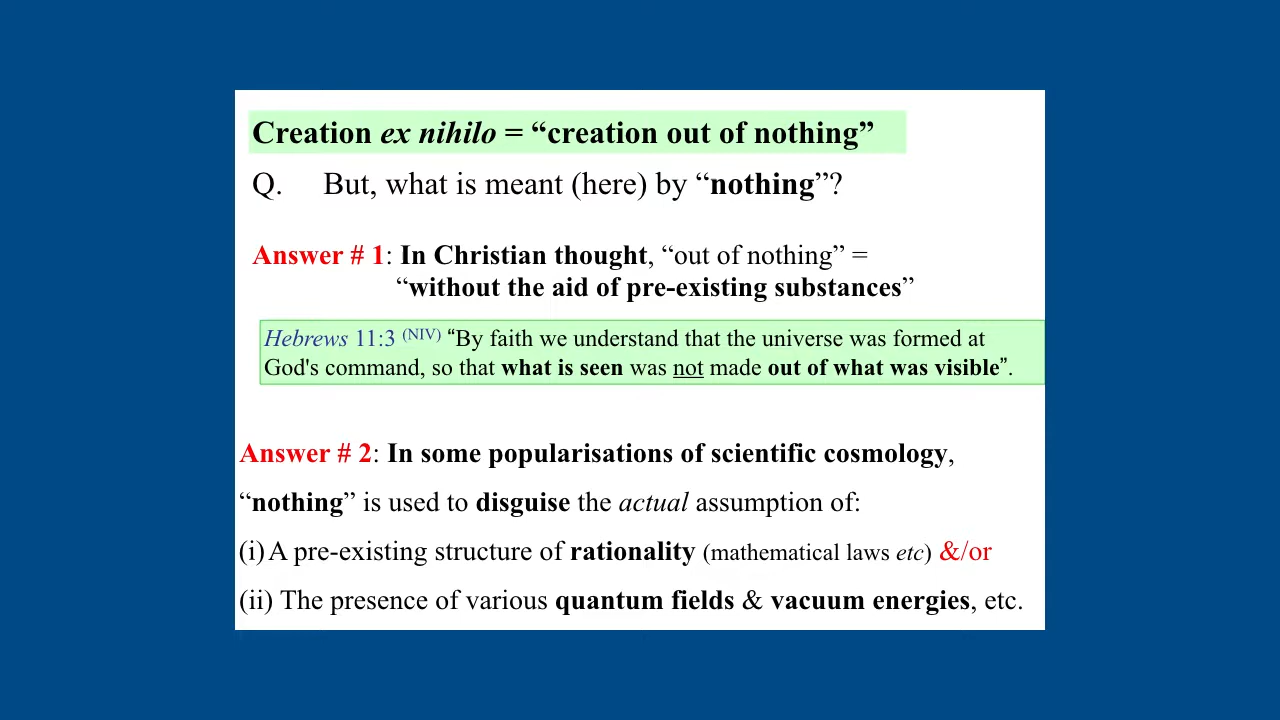 Creation ex nihilo = “creation out of nothing”
Q. But, what is meant (here) by “nothing”?
Answer # 1: In Christian thought, “out of nothing” =
“without the aid of pre-existing substances”
Hebrews 11:3 (NIV) “By faith we understand that the universe was formed at
God's command, so that what is seen was not made out of what was visible”.
Answer # 2: In some popularisations of scientific cosmology,
“nothing” is used to disguise the actual assumption of:
(i) A pre-existing structure of rationality (mathematical laws etc) &/or
(ii) The presence of various quantum fields & vacuum energies, etc.